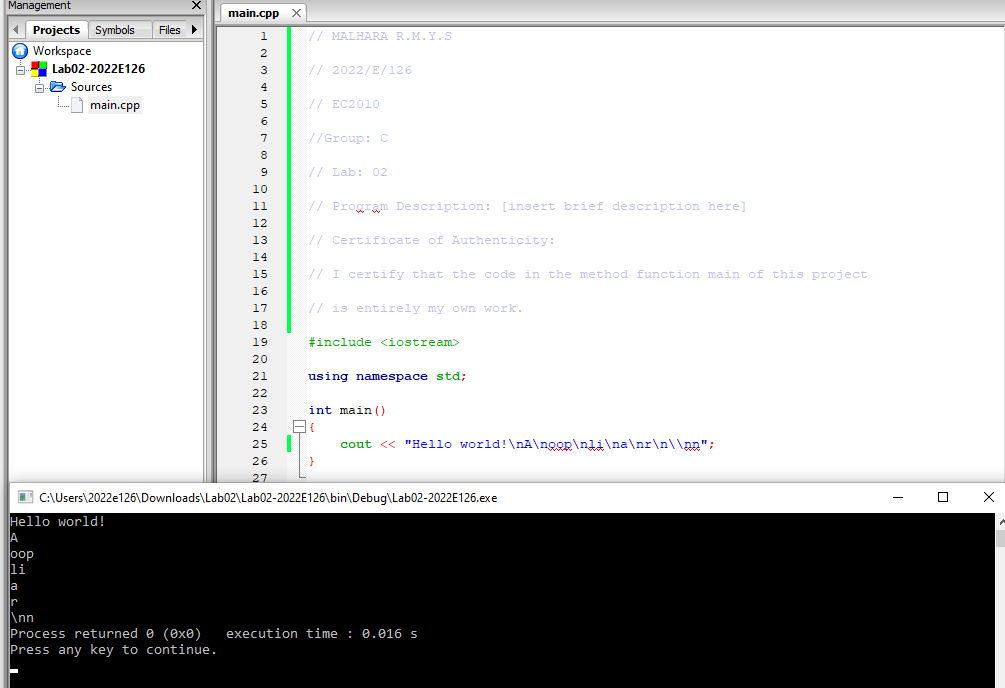 Management
main.cpp
Projects Symbols Files
Workspace
Lab02-2022E126
Sources
main.cpp
1 // MALHARA R.M.Y.S
2
3 // 2022/E/126
4
5 // EC2010
6
7 //Group: C
8
9 // Lab: 02
10
11 // Program Description: [insert brief description here]
12
13 // Certificate of Authenticity:
14
15 // I certify that the code in the method function main of this project
16
17 // is entirely my own work.
18
19 #include <iostream>
20
21 using namespace std;
22
23 int main()
24 {
25 cout << "Hello world!\nA\noop\nli\na\nr\n\\nn";
26 }
27
C:\Users\2022e126\Downloads\Lab02\Lab02-2022E126\bin\Debug\Lab02-2022E126.exe
Hello world!
A
oop
li
a
r
\nn
Process returned 0 (0x0)   execution time : 0.016 s
Press any key to continue.